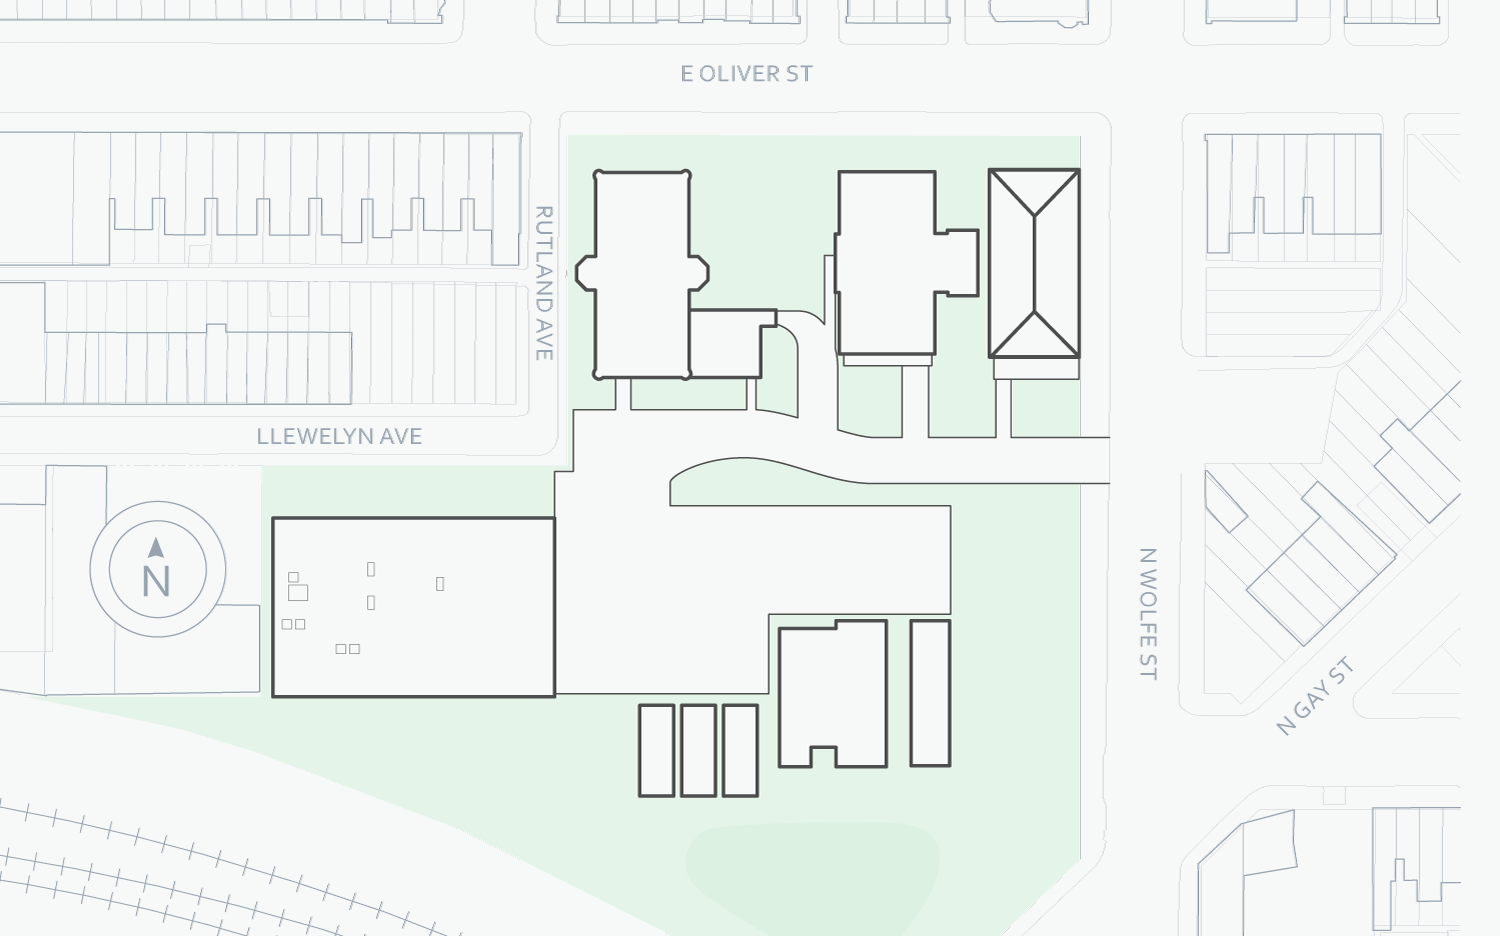 E OLIVER ST
RUTLAND AVE
LLEWELYN AVE
N
N WOLFE ST
N GAY ST